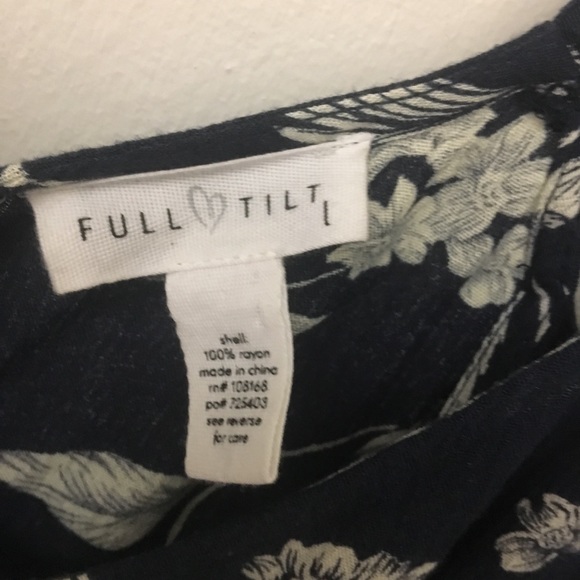 FULL TILT
L
shell:
100% rayon
made in china
rn# 108168
po# 725403
see reverse
for care